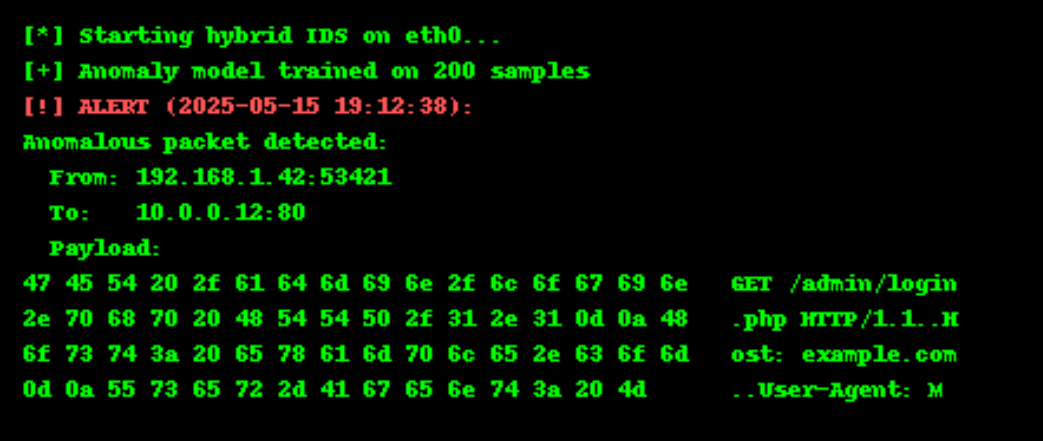 [*] Starting hybrid IDS on eth0...
[+] Anomaly model trained on 200 samples
[!] ALERT (2025-05-15 19:12:38):
Anomalous packet detected:
From: 192.168.1.42:53421
To: 10.0.0.12:80
Payload:
47 45 54 20 2f 61 64 6d 69 6e 2f 6c 6f 67 69 6e GET /admin/login
2e 70 68 70 20 48 54 54 50 2f 31 2e 31 0d 0a 48 .php HTTP/1.1..H
6f 73 74 3a 20 65 78 61 6d 70 6c 65 2e 63 6f 6d ost: example.com
0d 0a 55 73 65 72 2d 41 67 65 6e 74 3a 20 4d ..User-Agent: M